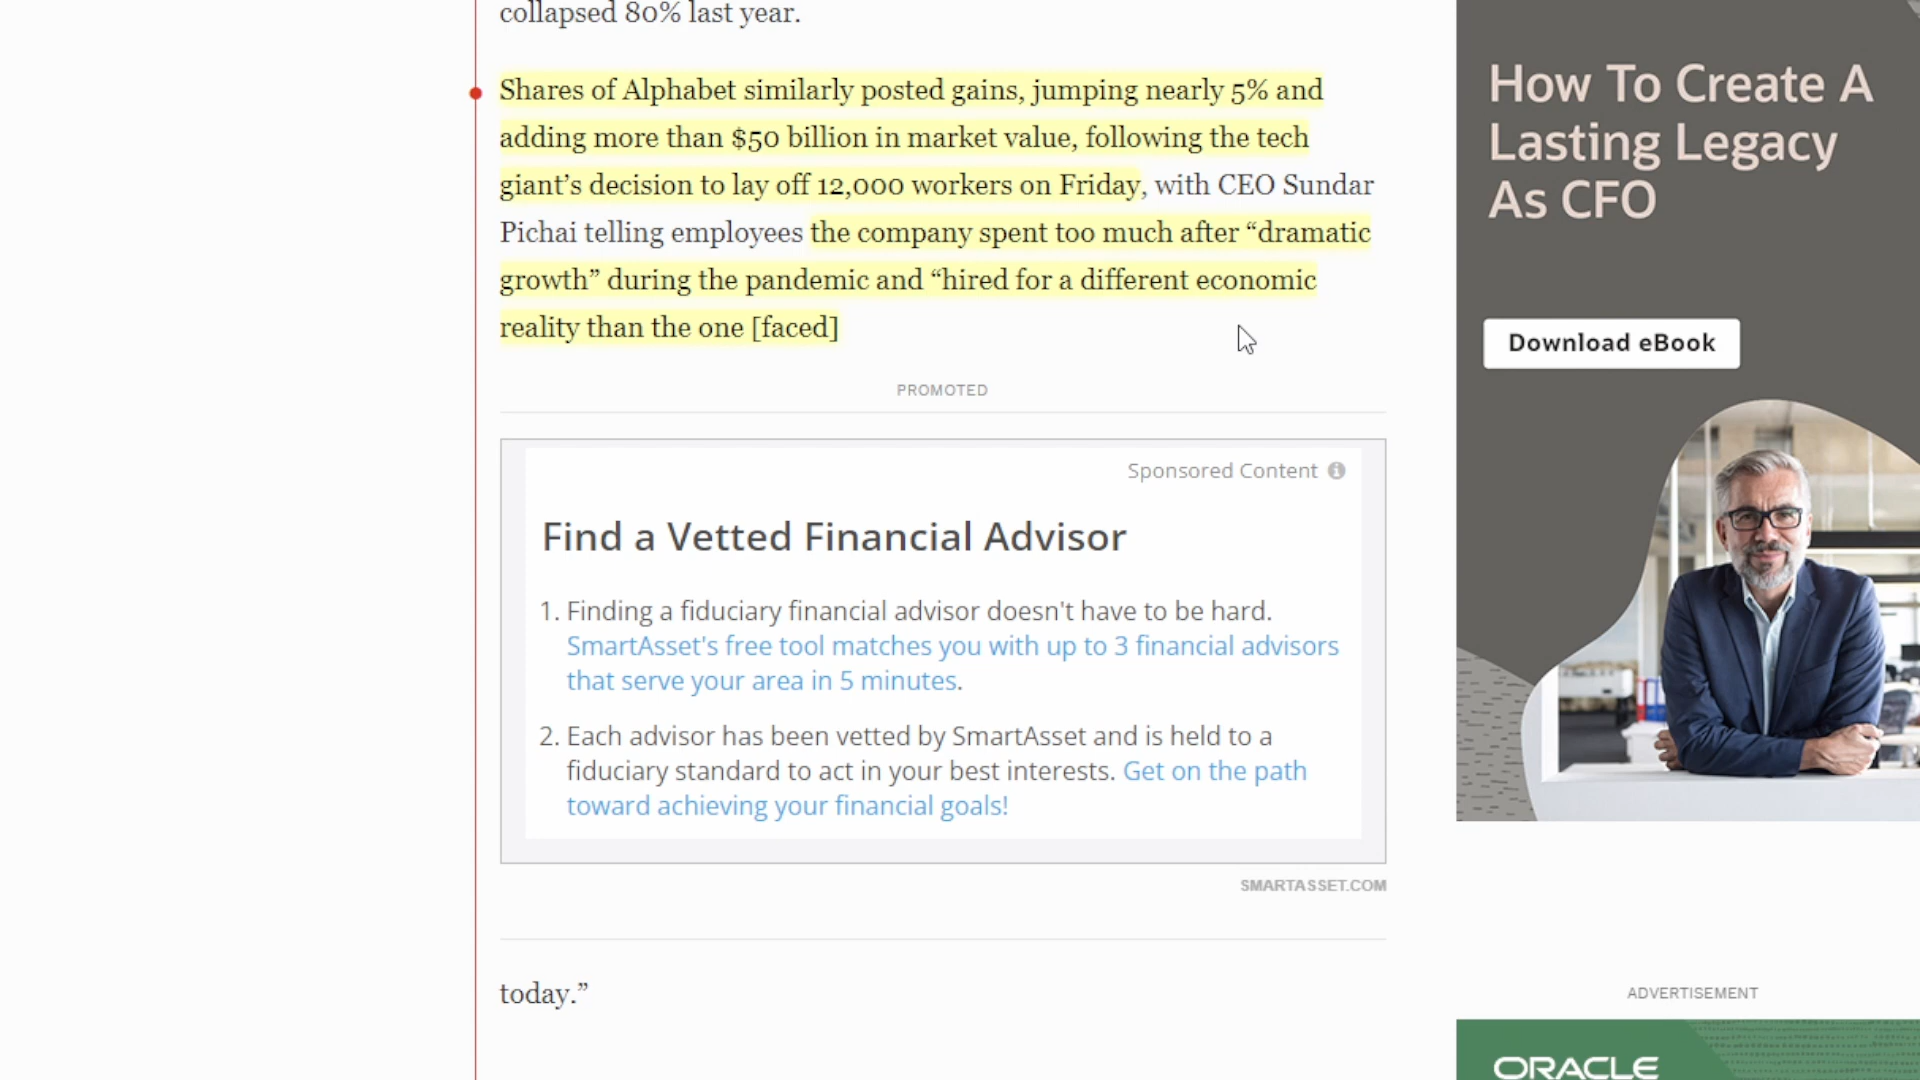 collapsed 80% last year.
Shares of Alphabet similarly posted gains, jumping nearly 5% and
adding more than $50 billion in market value, following the tech
giant’s decision to lay off 12,000 workers on Friday, with CEO Sundar
Pichai telling employees the company spent too much after “dramatic
growth” during the pandemic and “hired for a different economic
reality than the one [faced]
PROMOTED
Sponsored Content
Find a Vetted Financial Advisor
1. Finding a fiduciary financial advisor doesn't have to be hard.
SmartAsset's free tool matches you with up to 3 financial advisors
that serve your area in 5 minutes.
2. Each advisor has been vetted by SmartAsset and is held to a
fiduciary standard to act in your best interests. Get on the path
toward achieving your financial goals!
SMARTASSET.COM
today.”
How To Create A
Lasting Legacy
As CFO
Download eBook
ADVERTISEMENT
ORACLE